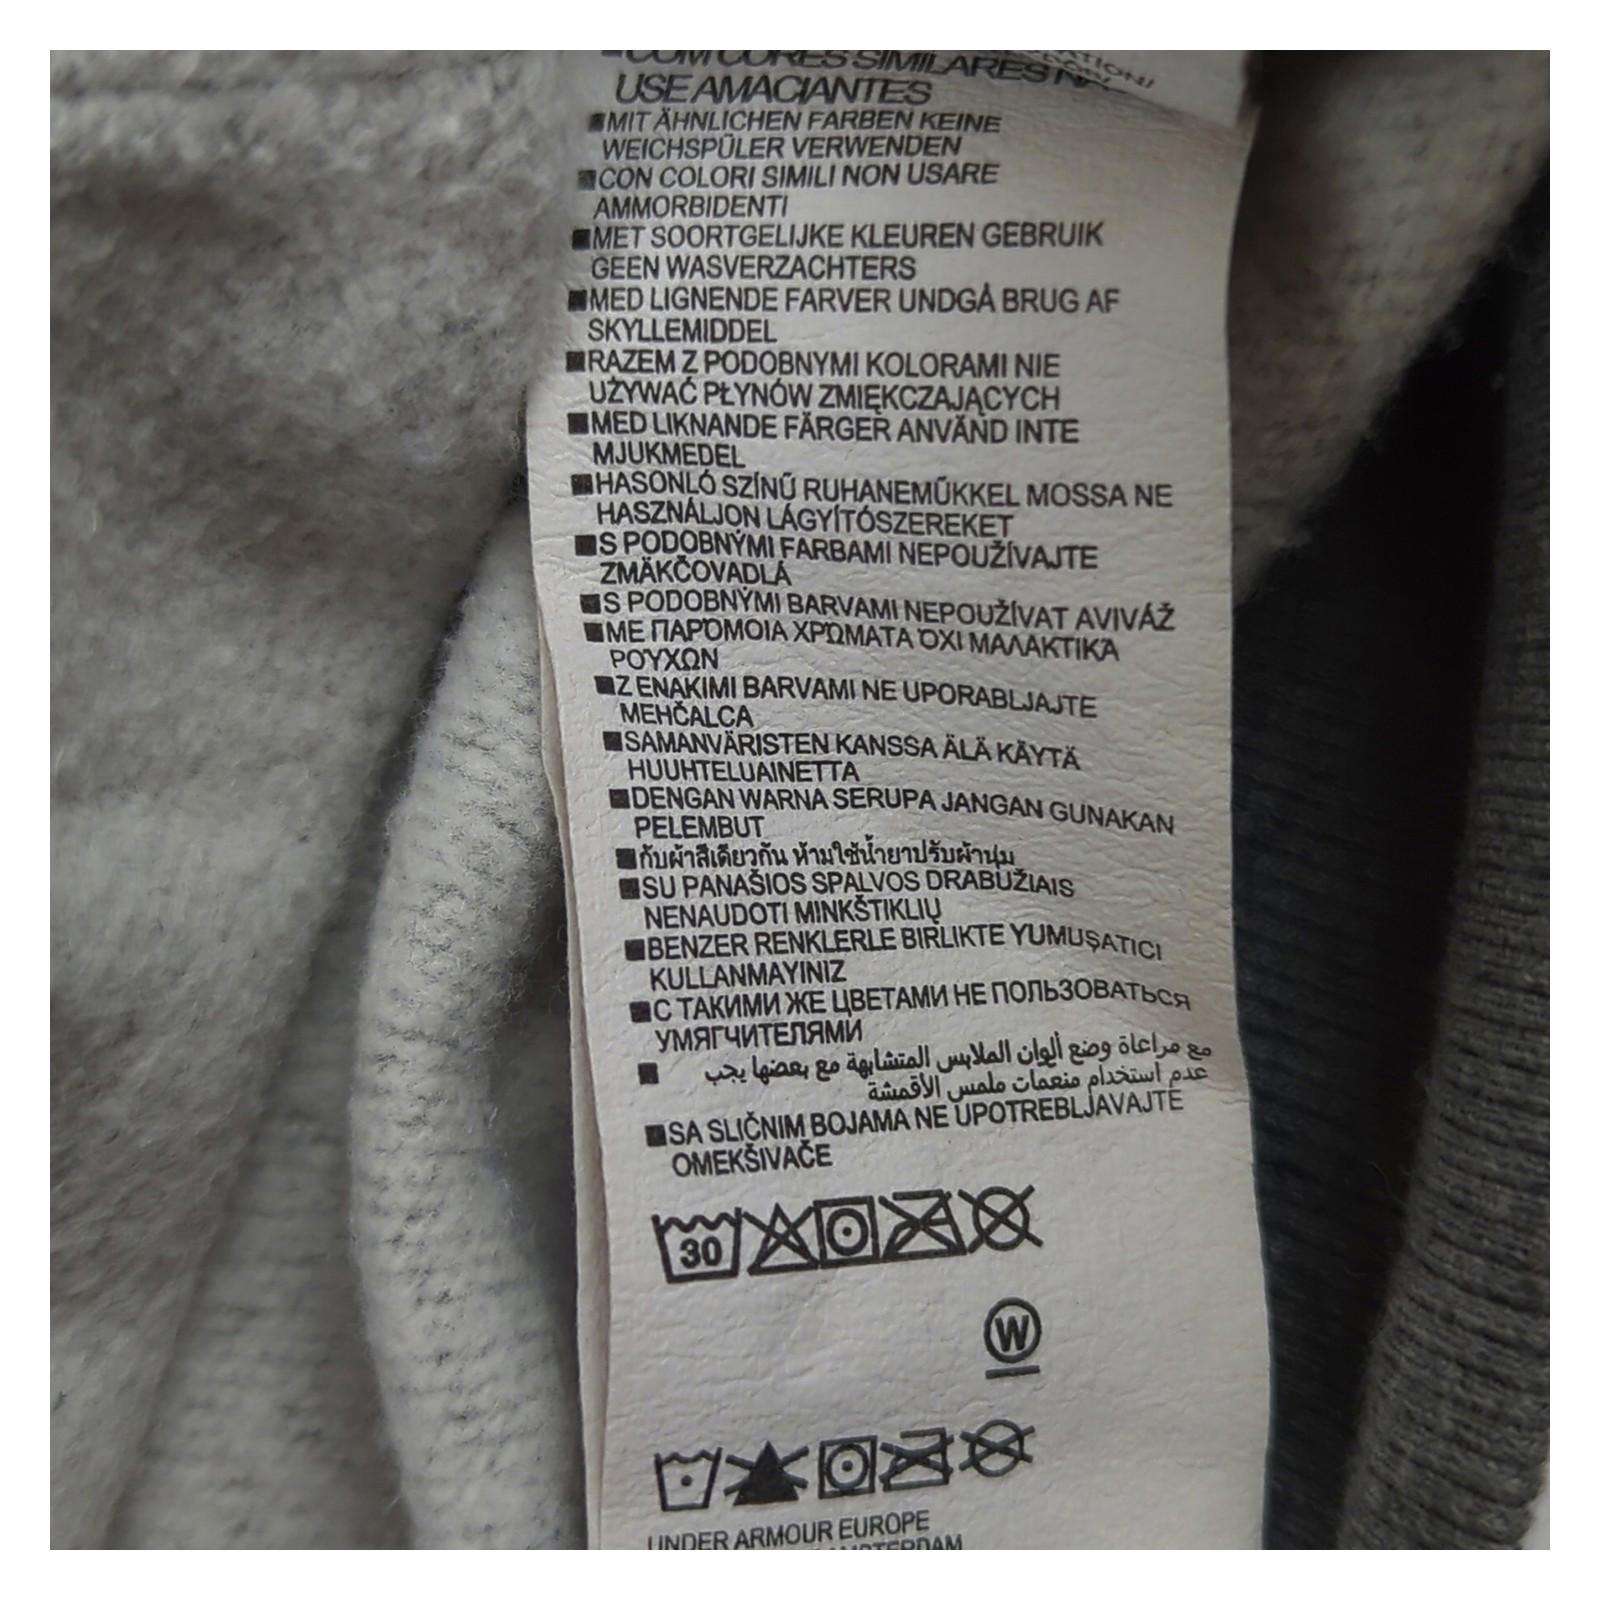 COM CORES SIMILARES
USE AMACIANTES
■MIT ÄHNLICHEN FARBEN KEINE
WEICHSPÜLER VERWENDEN
■CON COLORI SIMILI NON USARE
AMMORBIDENTI
■MET SOORTGELIJKE KLEUREN GEBRUIK
GEEN WASVERZACHTERS
■MED LIGNENDE FARVER UNDGÅ BRUG AF
SKYLLEMIDDEL
■RAZEM Z PODOBNYMI KOLORAMI NIE
UŻYWAĆ PŁYNÓW ZMIĘKCZAJĄCYCH
■MED LIKNANDE FÄRGER ANVÄND INTE
MJUKMEDEL
■HASONLÓ SZÍNŰ RUHANEMŰKKEL MOSSA NE
HASZNÁLJON LÁGYÍTÓSZEREKET
■S PODOBNÝMI FARBAMI NEPOUŽÍVAJTE
ZMÄKČOVADLÁ
■S PODOBNÝMI BARVAMI NEPOUŽÍVAT AVIVÁŽ
■ΜΕ ΠΑΡΌΜΟΙΑ ΧΡΏΜΑΤΑ ΌΧΙ ΜΑΛΑΚΤΙΚΆ
ΡΟΥΧΩΝ
■Z ENAKIMI BARVAMI NE UPORABLJAJTE
MEHČALCA
■SAMANVÄRISTEN KANSSA ÄLÄ KÄYTÄ
HUUHTELUAINETTA
■DENGAN WARNA SERUPA JANGAN GUNAKAN
PELEMBUT
■กับผ้าสีเดียวกัน ห้ามใช้น้ำยาปรับผ้านุ่ม
■SU PANAŠIOS SPALVOS DRABUŽIAIS
NENAUDOTI MINKŠTIKLIŲ
■BENZER RENKLERLE BIRLIKTE YUMUŞATICI
KULLANMAYINIZ
■С ТАКИМИ ЖЕ ЦВЕТАМИ НЕ ПОЛЬЗОВАТЬСЯ
УМЯГЧИТЕЛЯМИ
■ مع مراعاة وضع ألوان الملابس المتشابهة مع بعضها يجب
عدم استخدام منعمات ملمس الأقمشة
■SA SLIČNIM BOJAMA NE UPOTREBLJAVAJTE
OMEKŠIVAČE
30
W
UNDER ARMOUR EUROPE
AMSTERDAM